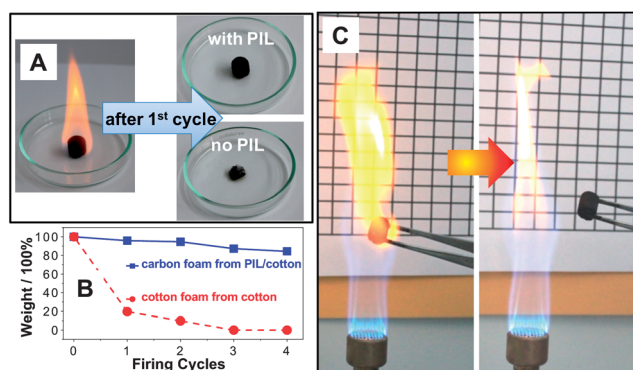 A
with PIL
after 1st cycle
no PIL
C
Weight / 100%
100
80
60
40
20
0
carbon foam from PIL/cotton
B
cotton foam from cotton
0
1
2
3
4
Firing Cycles